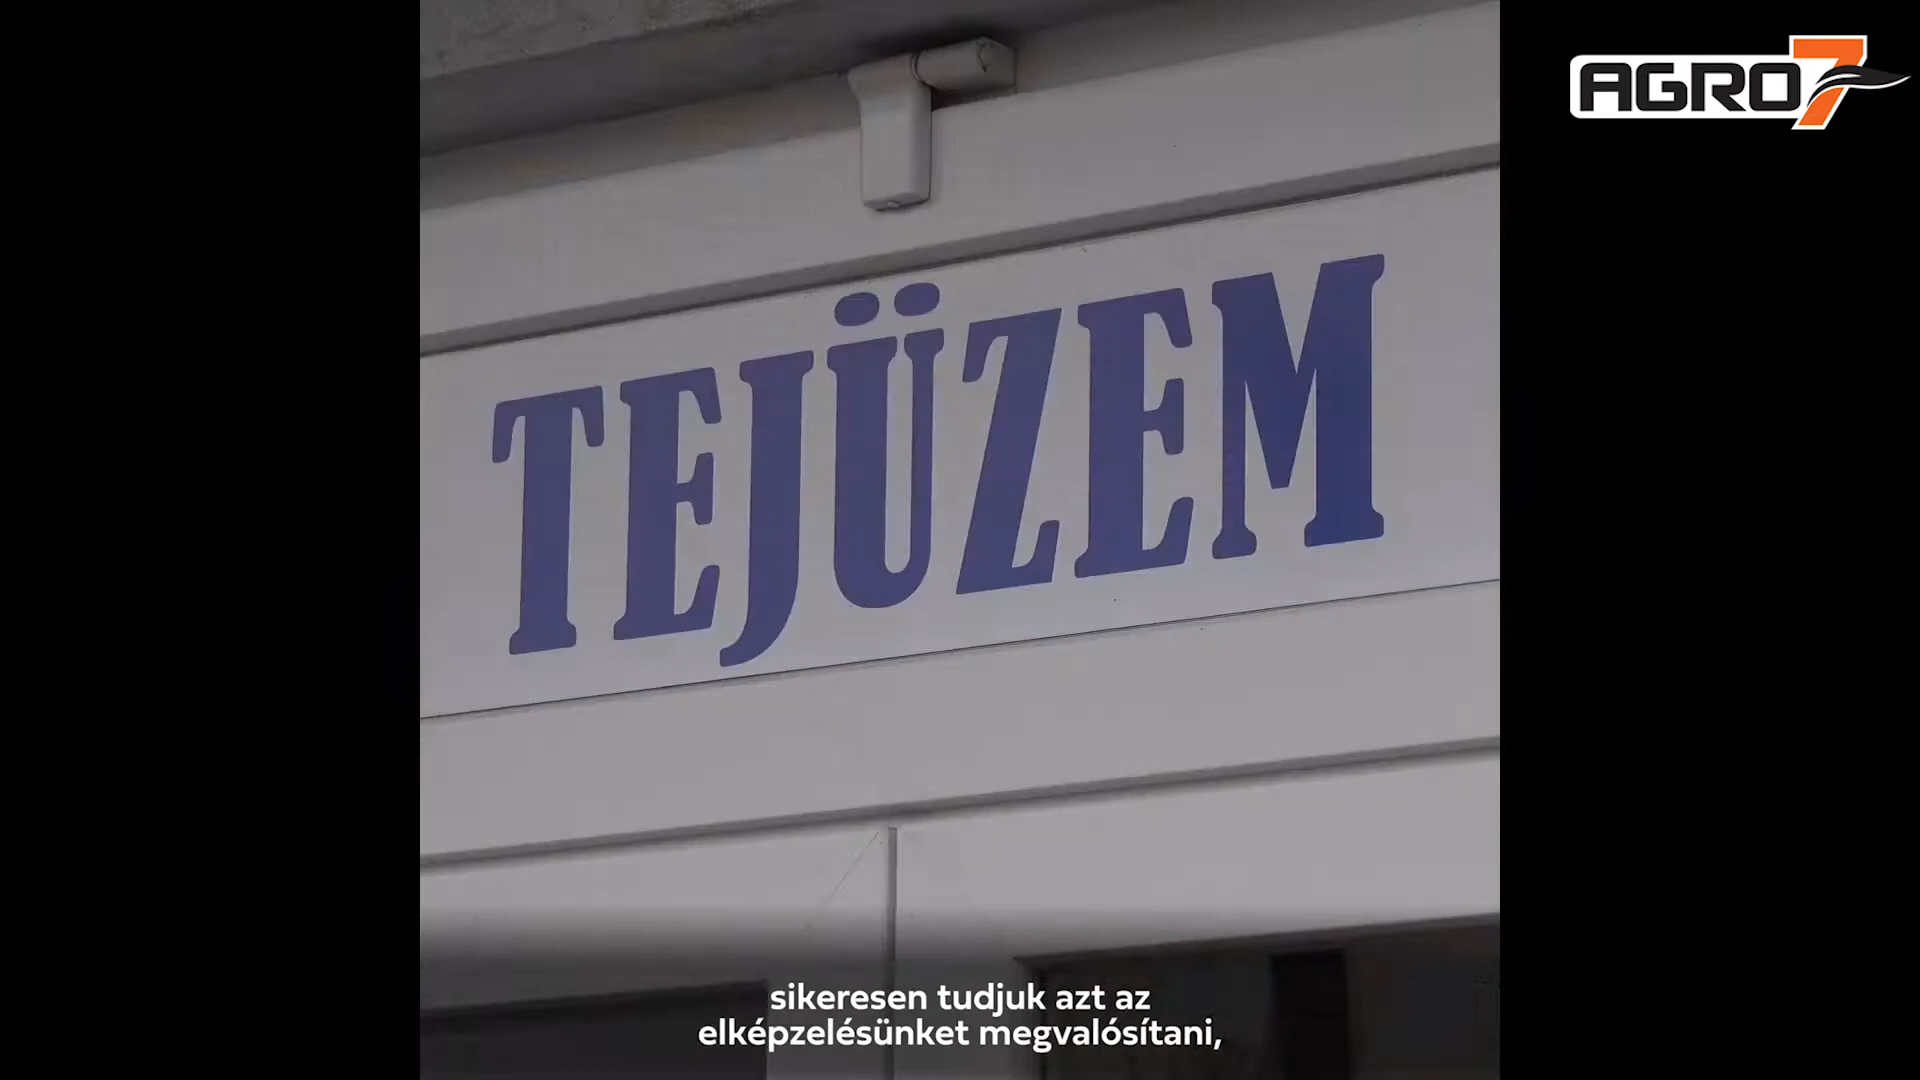 AGRO7
TEJÜZEM
sikeresen tudjuk azt az
elképzelésünket megvalósítani,